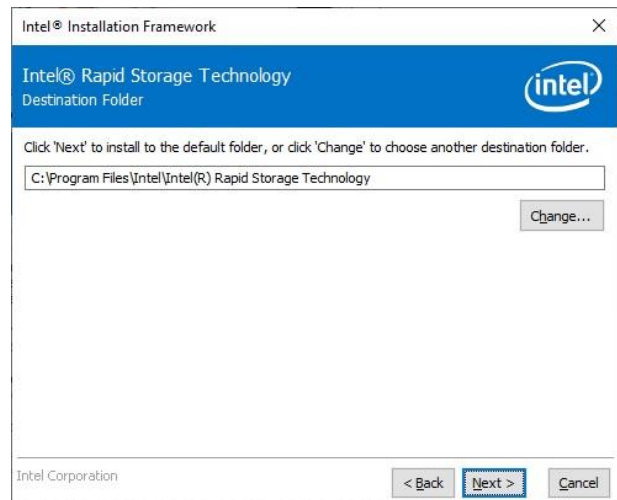 Intel® Installation Framework
Intel® Rapid Storage Technology
Destination Folder
intel
Click 'Next' to install to the default folder, or click 'Change' to choose another destination folder.
C:\Program Files\Intel\Intel(R) Rapid Storage Technology
Change...
Intel Corporation
< Back
Next >
Cancel